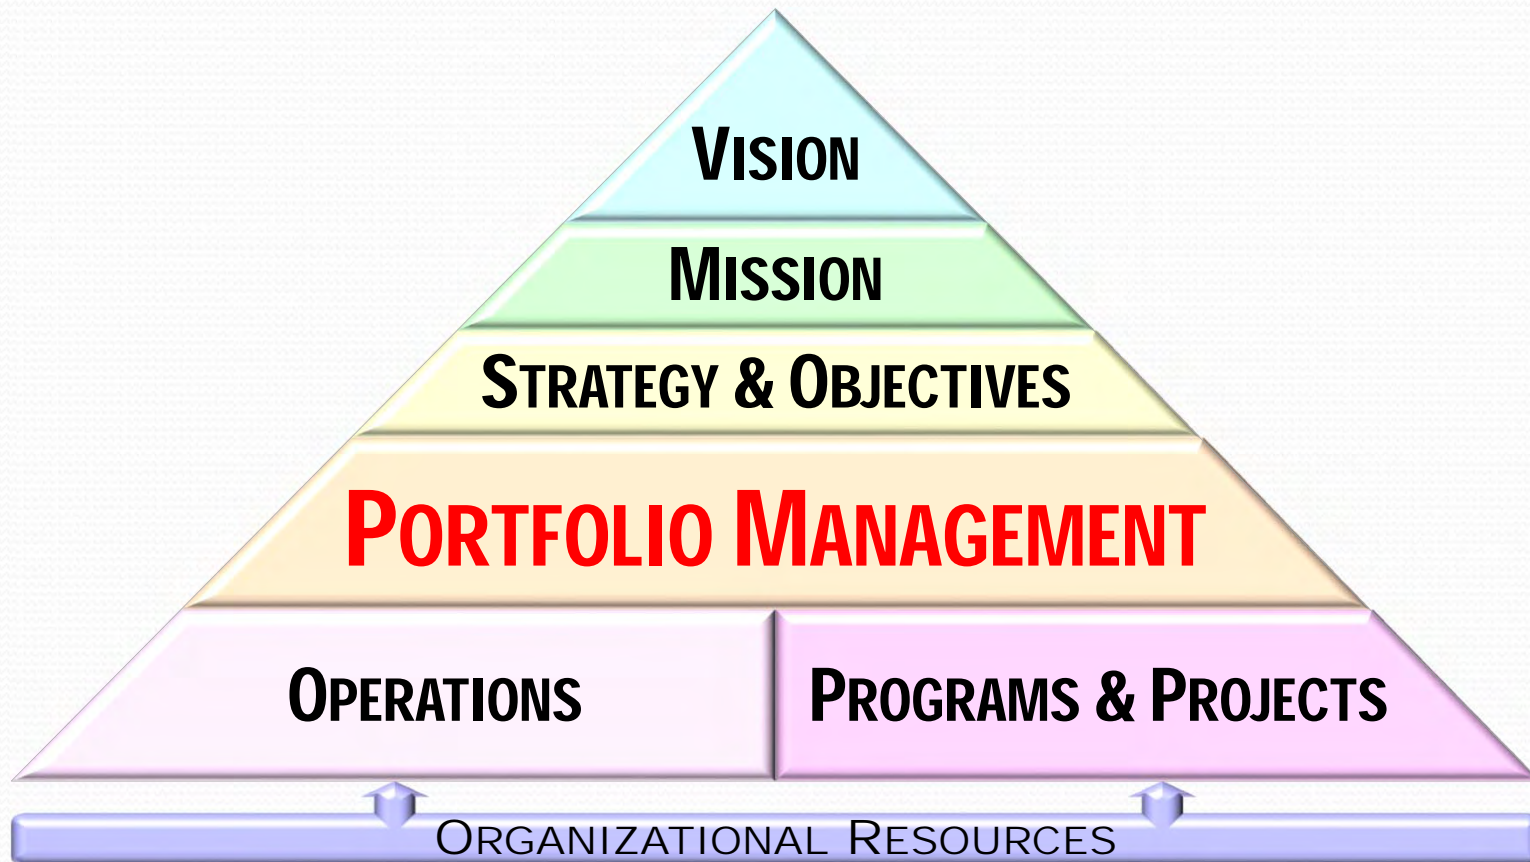 VISION
MISSION
STRATEGY & OBJECTIVES
PORTFOLIO MANAGEMENT
OPERATIONS
PROGRAMS & PROJECTS
ORGANIZATIONAL RESOURCES